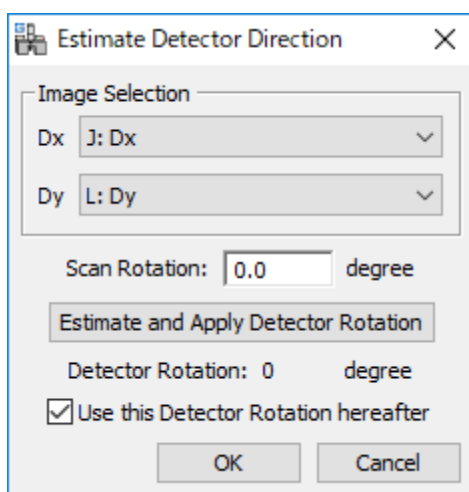 Estimate Detector Direction
Image Selection
Dx J: Dx
Dy L: Dy
Scan Rotation: 0.0 degree
Estimate and Apply Detector Rotation
Detector Rotation: 0 degree
Use this Detector Rotation hereafter
OK Cancel